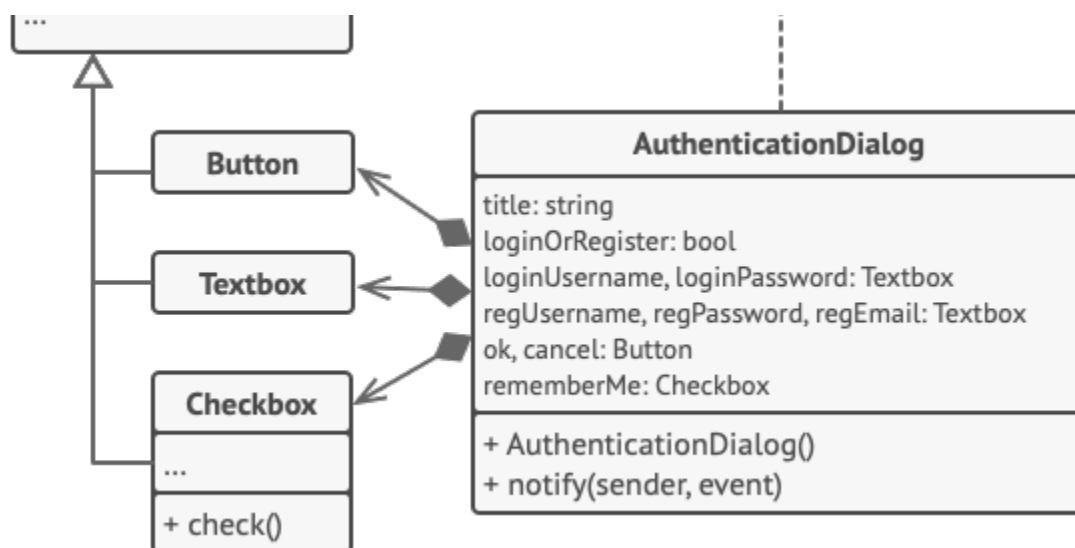 ...
Button
Textbox
Checkbox
...
+ check()
AuthenticationDialog
title: string
loginOrRegister: bool
loginUsername, loginPassword: Textbox
regUsername, regPassword, regEmail: Textbox
ok, cancel: Button
rememberMe: Checkbox
+ AuthenticationDialog()
+ notify(sender, event)